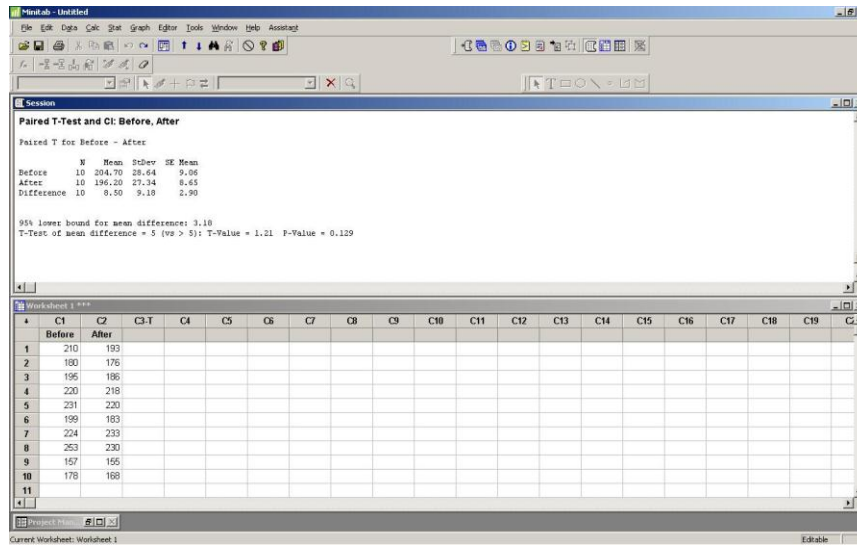 Minitab - Untitled
File Edit Data Calc Stat Graph Editor Tools Window Help Assistant
Session
Paired T-Test and CI: Before, After
Paired T for Before - After
N Mean StDev SE Mean
Before 10 204.70 28.64 9.06
After 10 196.20 27.34 8.65
Difference 10 8.50 9.18 2.90
95% lower bound for mean difference: 3.18
T-Test of mean difference = 5 (vs > 5): T-Value = 1.21 P-Value = 0.129
Worksheet 1 ***
C1 C2 C3-T C4 C5 C6 C7 C8 C9 C10 C11 C12 C13 C14 C15 C16 C17 C18 C19
Before After
1 210 193
2 180 176
3 195 186
4 220 218
5 231 220
6 199 183
7 224 233
8 253 230
9 157 155
10 178 168
11
Project Man...
Current Worksheet: Worksheet 1 Editable